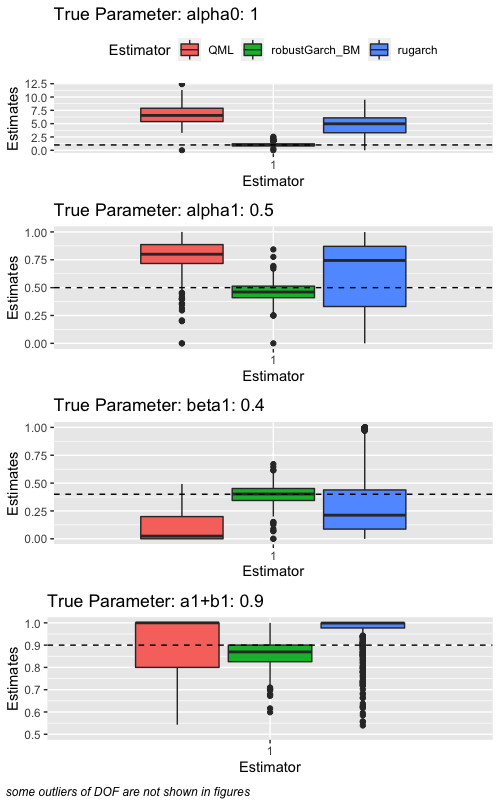 True Parameter: alpha0: 1
Estimator QML robustGarch_BM rugarch
Estimates
12.5
10.0
7.5
5.0
2.5
0.0
1
Estimator
True Parameter: alpha1: 0.5
Estimates
1.00
0.75
0.50
0.25
0.00
1
Estimator
True Parameter: beta1: 0.4
Estimates
1.00
0.75
0.50
0.25
0.00
1
Estimator
True Parameter: a1+b1: 0.9
Estimates
1.0
0.9
0.8
0.7
0.6
0.5
1
Estimator
some outliers of DOF are not shown in figures